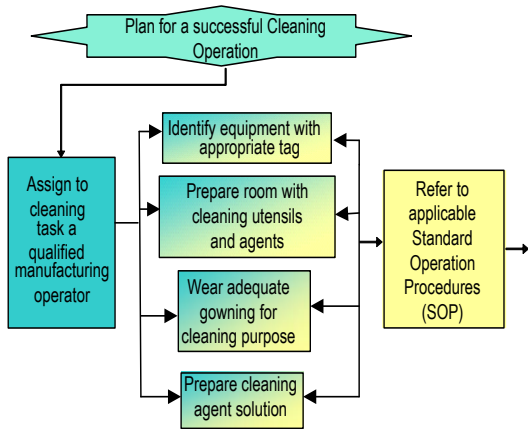 Plan for a successful Cleaning
Operation
Assign to
cleaning
task a
qualified
manufacturing
operator
Identify equipment with
appropriate tag
Prepare room with
cleaning utensils
and agents
Wear adequate
gowning for
cleaning purpose
Prepare cleaning
agent solution
Refer to
applicable
Standard
Operation
Procedures
(SOP)